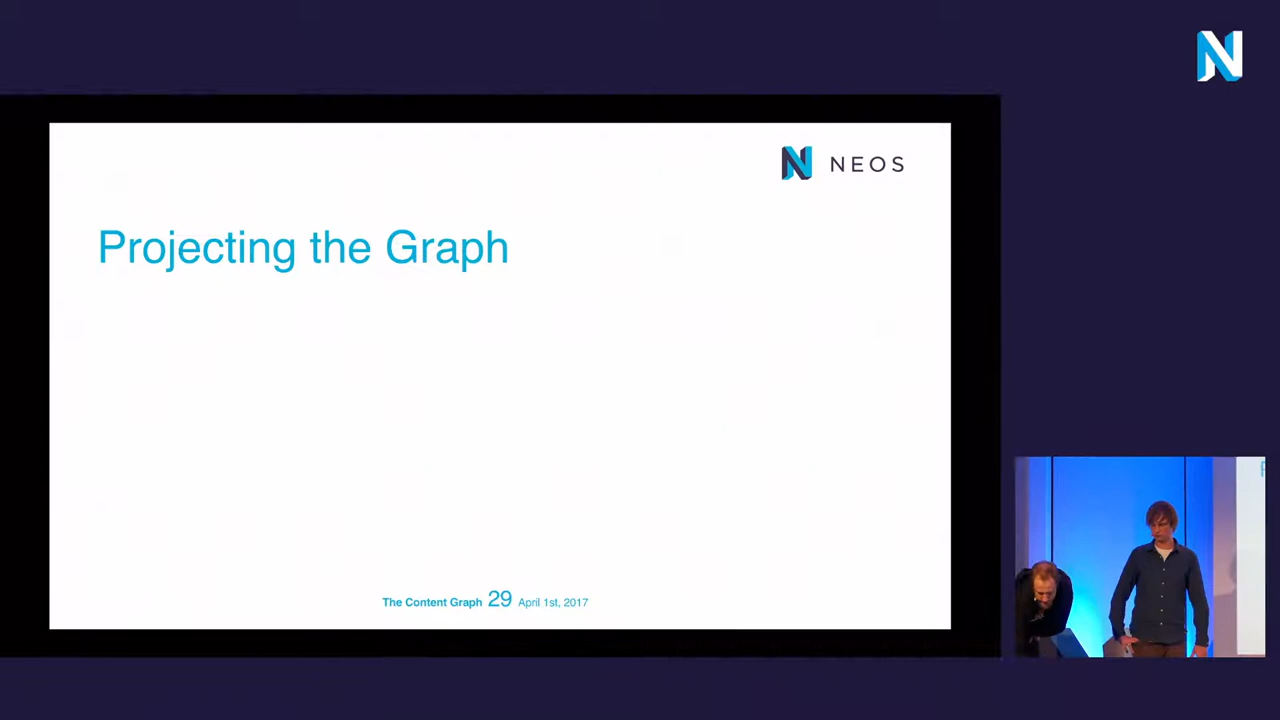 NEOS
Projecting the Graph
The Content Graph 29 April 1st, 2017